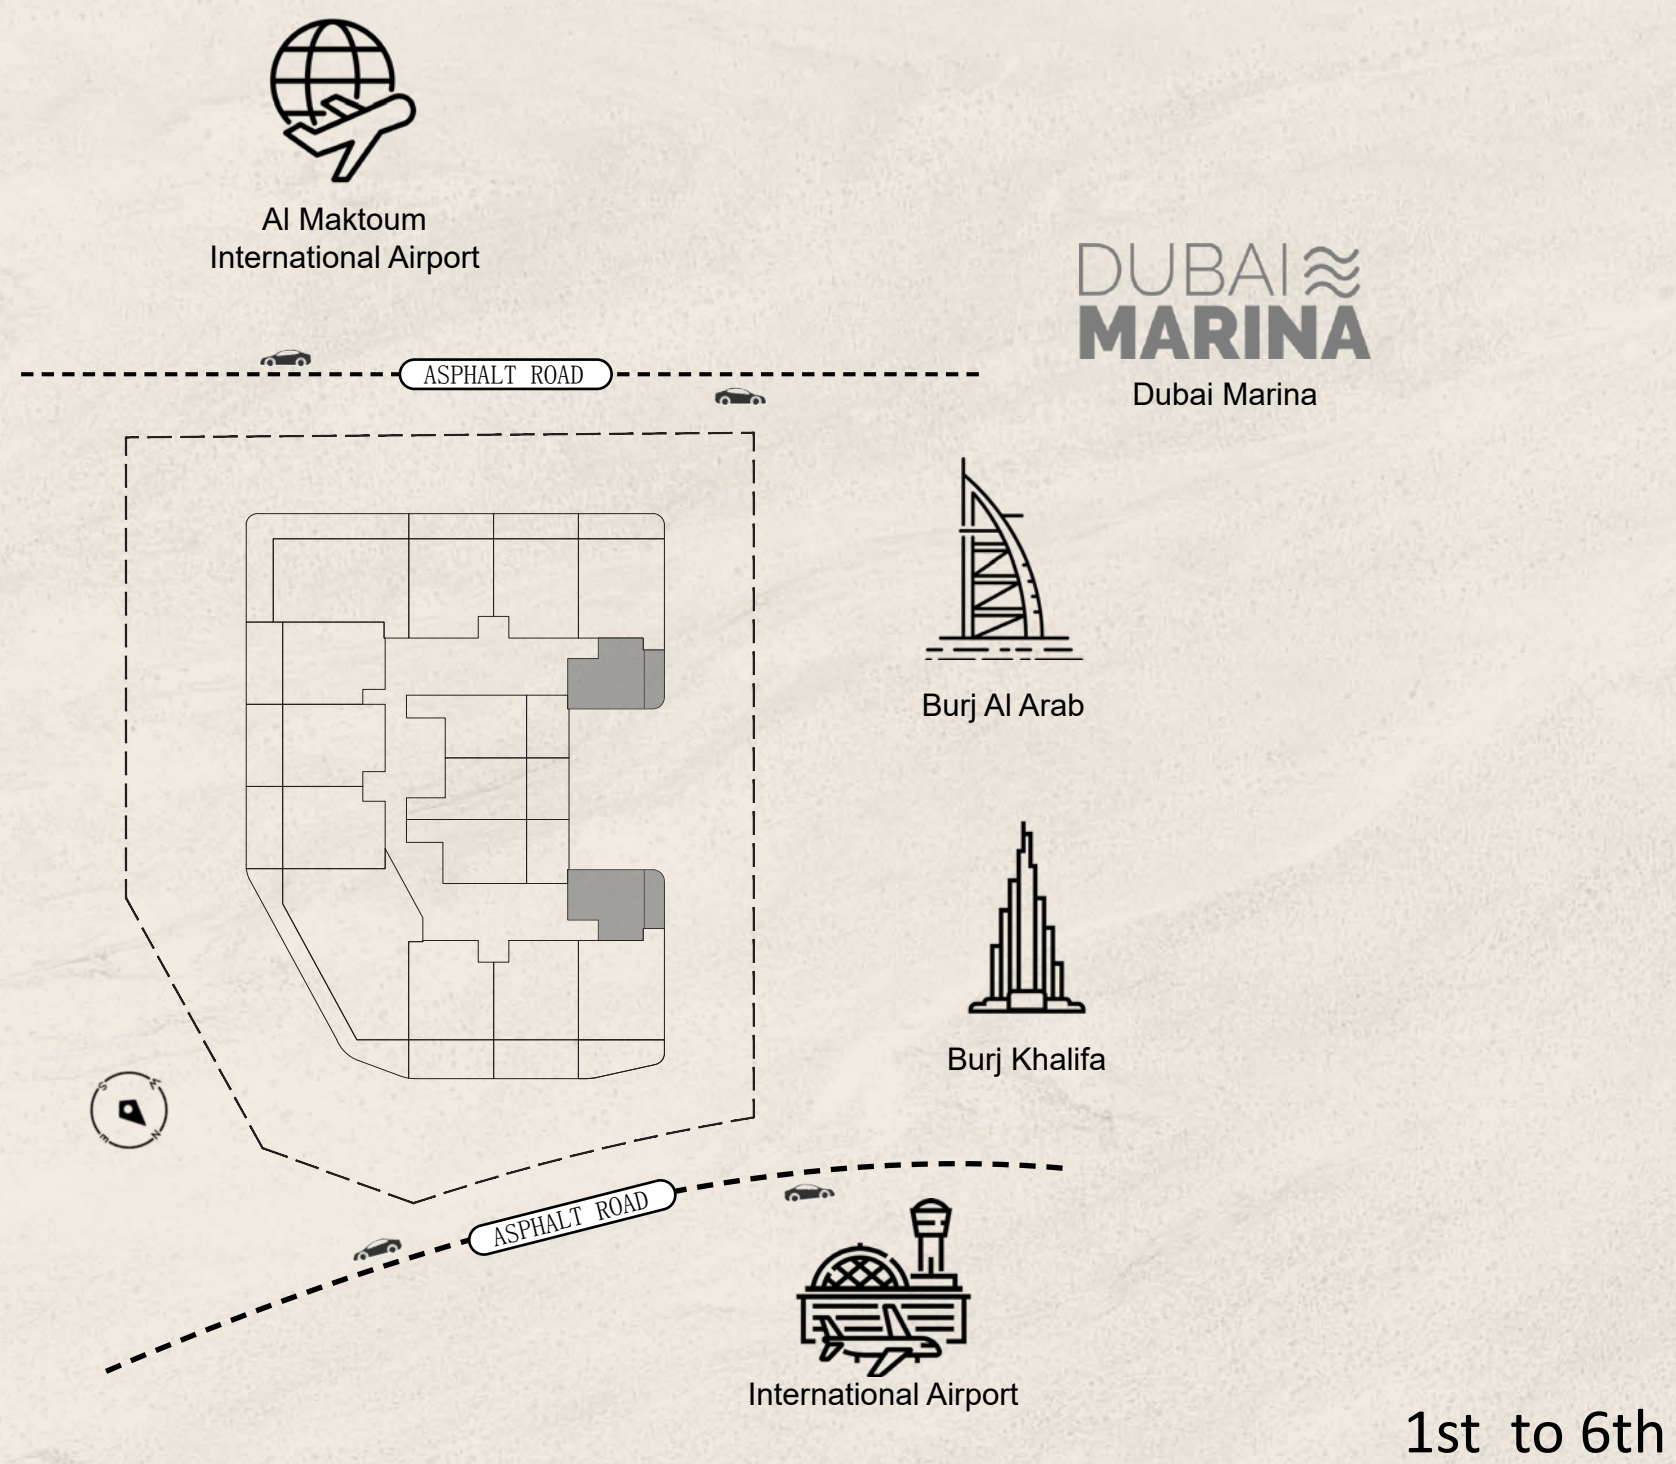 Al Maktoum
International Airport
DUBAI
MARINA
Dubai Marina
ASPHALT ROAD
Burj Al Arab
Burj Khalifa
S
W
E
N
ASPHALT ROAD
International Airport
1st to 6th